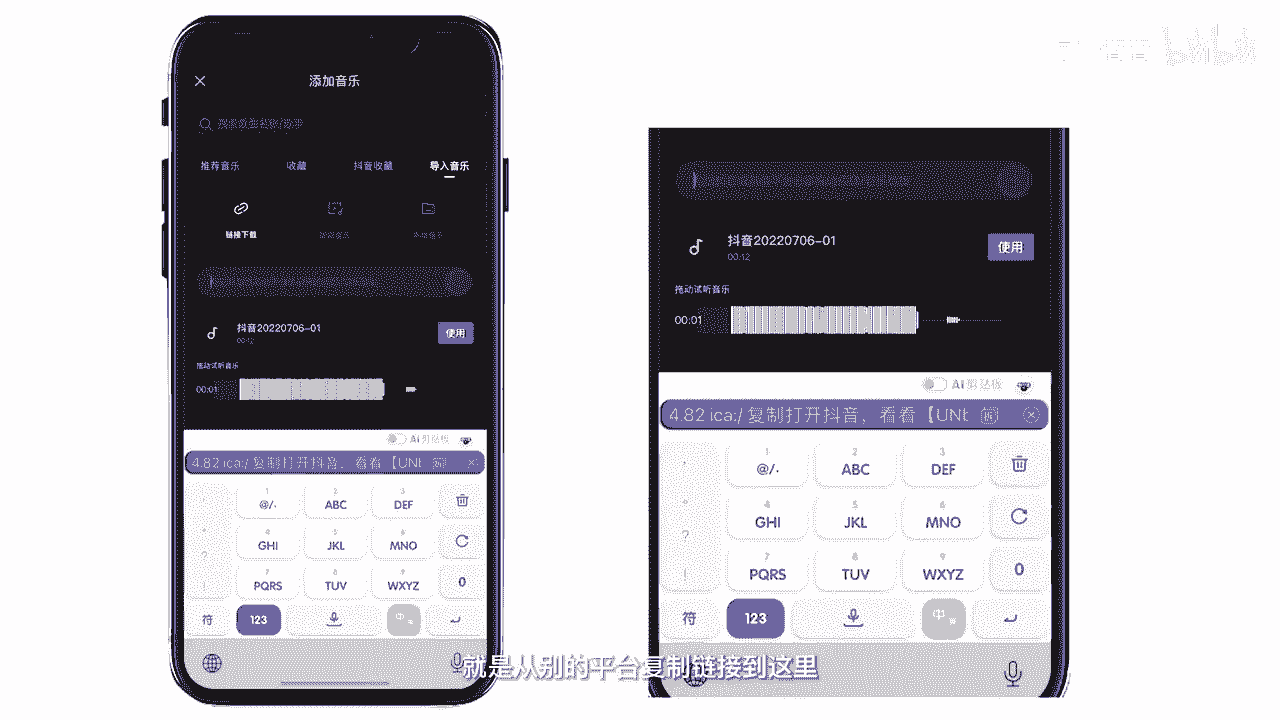 添加音乐
推荐音乐 收藏 抖音收藏 导入音乐
链接下载
抖音20220706-01
00:12
使用
拖动试听音乐
00:01
AI 剪贴板
4.82 ica:/ 复制打开抖音，看看【UNt
1 2 3
@/. ABC DEF
4 5 6
GHI JKL MNO
7 8 9
PQRS TUV WXYZ 0
符 123 中
抖音20220706-01
00:12
使用
拖动试听音乐
00:01
AI 剪贴板
4.82 ica:/ 复制打开抖音，看看【UNt
1 2 3
@/. ABC DEF
4 5 6
GHI JKL MNO
7 8 9
PQRS TUV WXYZ 0
符 123 中
就是从别的平台复制链接到这里
bilibili